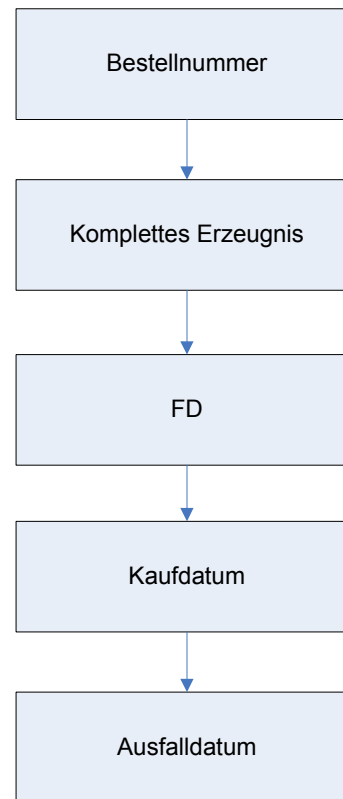 Bestellnummer
Komplettes Erzeugnis
FD
Kaufdatum
Ausfalldatum